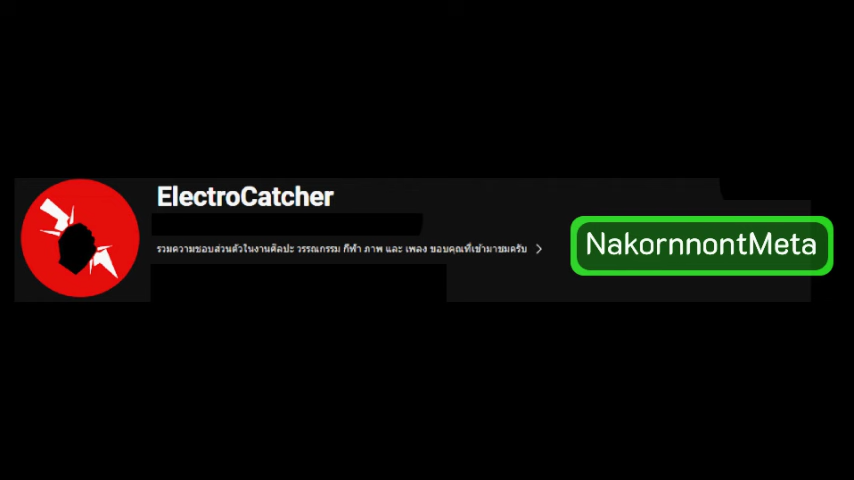 ElectroCatcher
รวมความชอบส่วนตัวในงานศิลปะ วรรณกรรม กีฬา ภาพ และ เพลง ขอบคุณที่เข้ามาชมครับ
NakornnontMeta